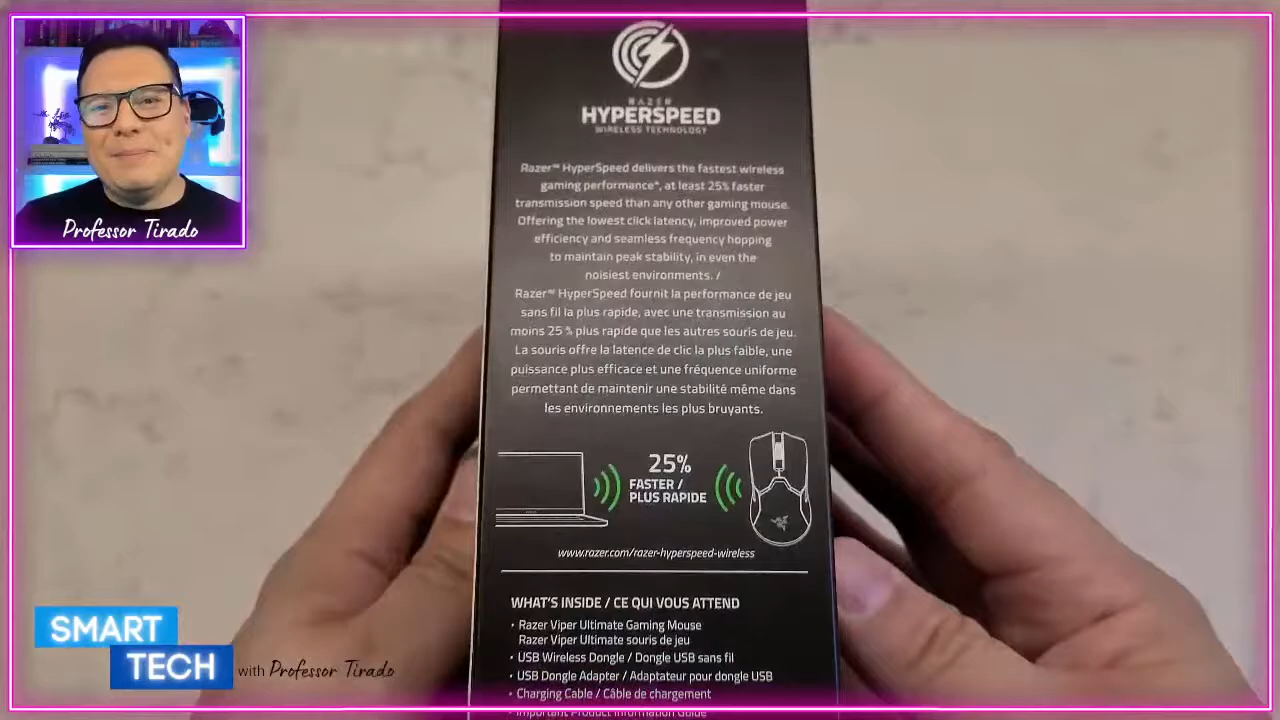 Professor Tirado
RAZER
HYPERSPEED
WIRELESS TECHNOLOGY
Razer™ HyperSpeed delivers the fastest wireless
gaming performance*, at least 25% faster
transmission speed than any other gaming mouse.
Offering the lowest click latency, improved power
efficiency and seamless frequency hopping
to maintain peak stability, in even the
noisiest environments. /
Razer™ HyperSpeed fournit la performance de jeu
sans fil la plus rapide, avec une transmission au
moins 25 % plus rapide que les autres souris de jeu.
La souris offre la latence de clic la plus faible, une
puissance plus efficace et une fréquence uniforme
permettant de maintenir une stabilité même dans
les environnements les plus bruyants.
25%
FASTER /
PLUS RAPIDE
www.razer.com/razer-hyperspeed-wireless
WHAT'S INSIDE / CE QUI VOUS ATTEND
• Razer Viper Ultimate Gaming Mouse
Razer Viper Ultimate souris de jeu
• USB Wireless Dongle / Dongle USB sans fil
• USB Dongle Adapter / Adaptateur pour dongle USB
• Charging Cable / Câble de chargement
• Important Product Information Guide
SMART
TECH
with Professor Tirado